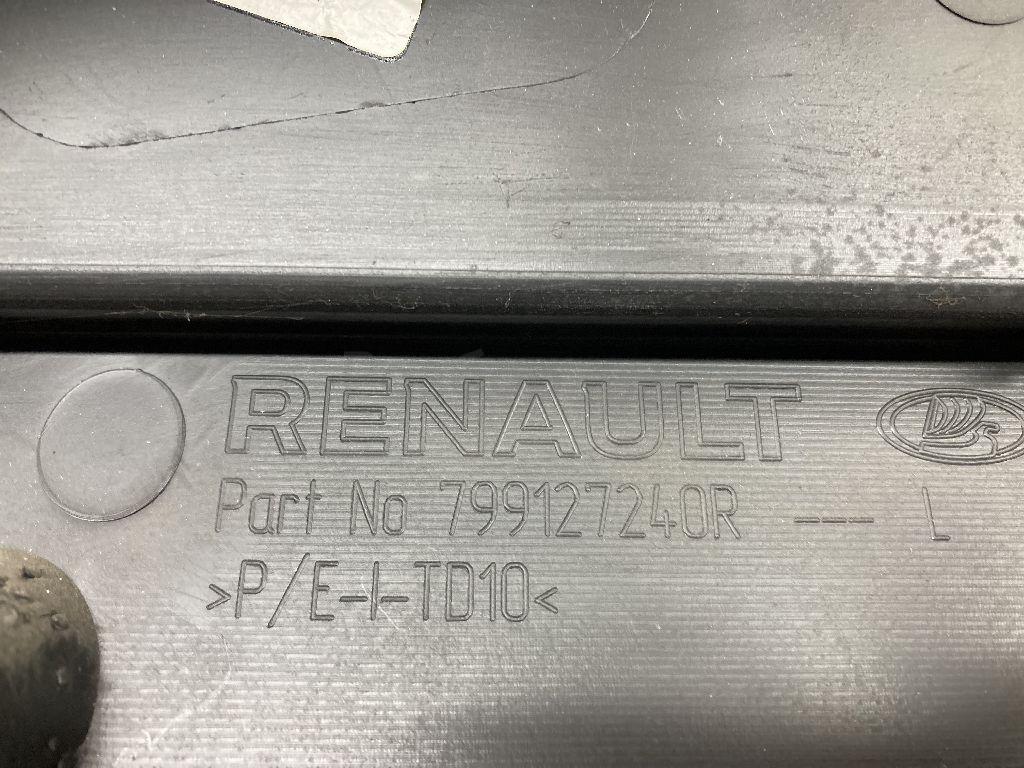 RENAULT
Part No 799127240R --- L
>P/E-I-TD10<